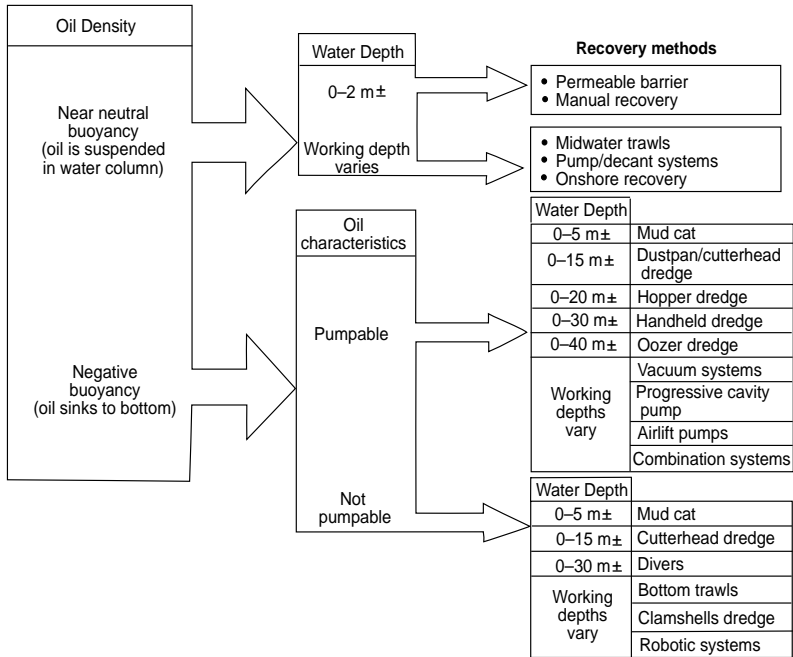 Oil Density
Near neutral
buoyancy
(oil is suspended
in water column)
Negative
buoyancy
(oil sinks to bottom)
Water Depth
0–2 m±
Working depth
varies
Recovery methods
• Permeable barrier
• Manual recovery
• Midwater trawls
• Pump/decant systems
• Onshore recovery
Oil
characteristics
Pumpable
Not
pumpable
Water Depth
0–5 m± Mud cat
0–15 m± Dustpan/cutterhead
dredge
0–20 m± Hopper dredge
0–30 m± Handheld dredge
0–40 m± Oozer dredge
Working
depths
vary
Vacuum systems
Progressive cavity
pump
Airlift pumps
Combination systems
Water Depth
0–5 m± Mud cat
0–15 m± Cutterhead dredge
0–30 m± Divers
Working
depths
vary
Bottom trawls
Clamshells dredge
Robotic systems